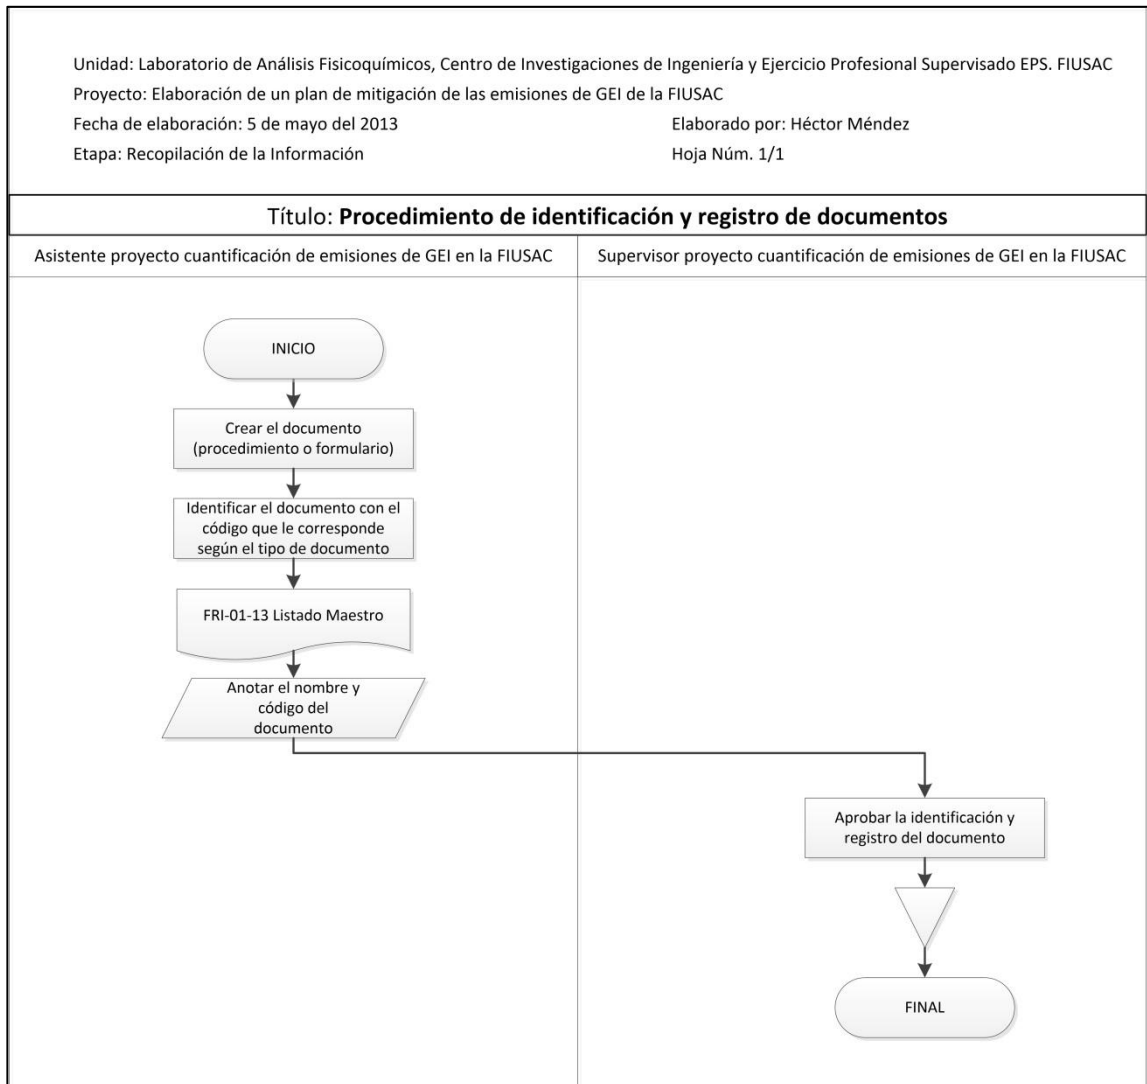 Unidad: Laboratorio de Análisis Fisicoquímicos, Centro de Investigaciones de Ingeniería y Ejercicio Profesional Supervisado EPS. FIUSAC
Proyecto: Elaboración de un plan de mitigación de las emisiones de GEI de la FIUSAC
Fecha de elaboración: 5 de mayo del 2013
Elaborado por: Héctor Méndez
Etapa: Recopilación de la Información
Hoja Núm. 1/1
Título: Procedimiento de identificación y registro de documentos
Asistente proyecto cuantificación de emisiones de GEI en la FIUSAC
Supervisor proyecto cuantificación de emisiones de GEI en la FIUSAC
INICIO
Crear el documento
(procedimiento o formulario)
Identificar el documento con el
código que le corresponde
según el tipo de documento
FRI-01-13 Listado Maestro
Anotar el nombre y
código del
documento
Aprobar la identificación y
registro del documento
FINAL